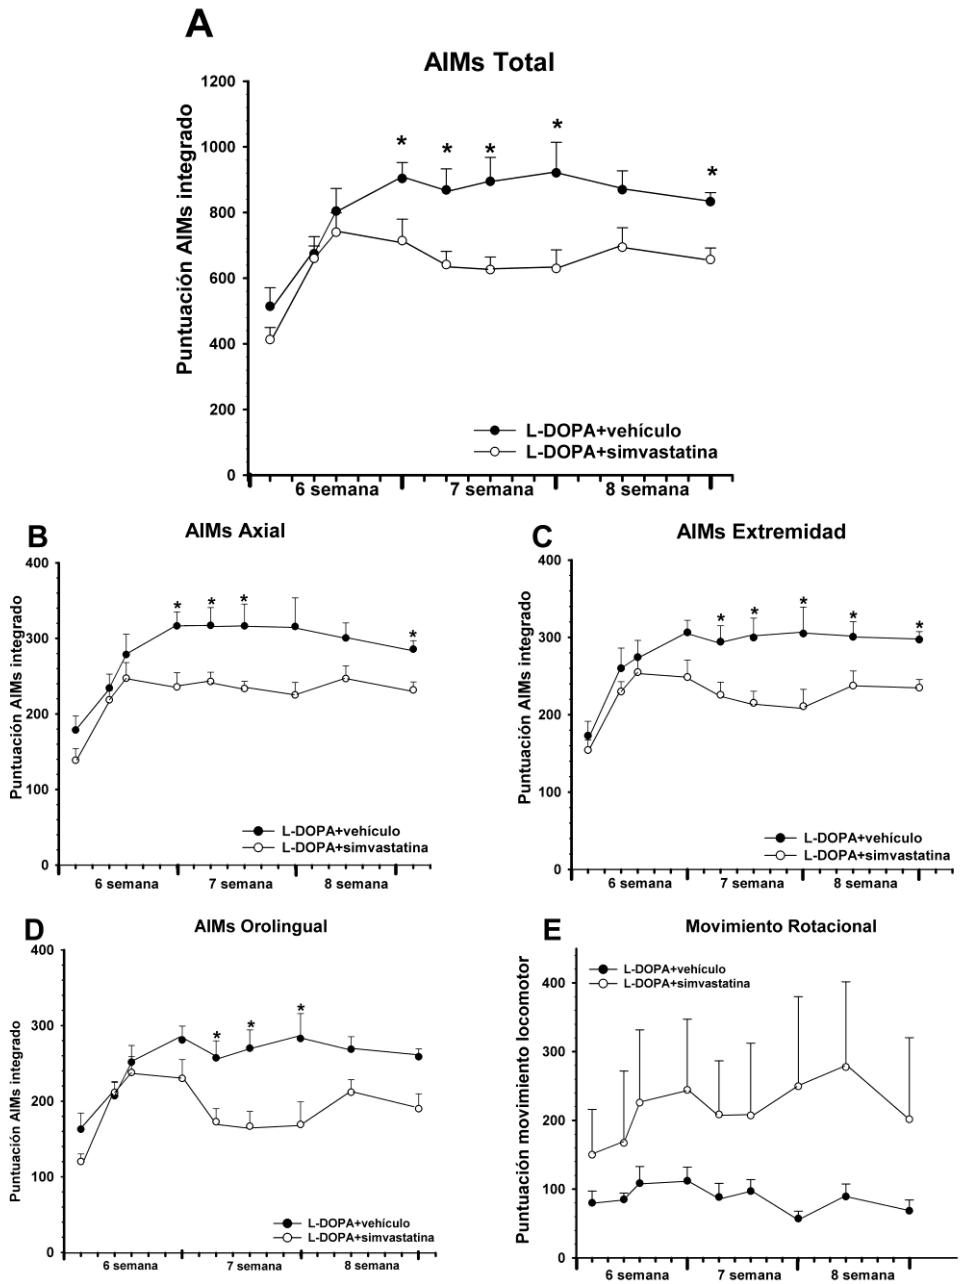 A
AIMs Total
Puntuación AIMs integrado
1200
1000
800
600
400
200
0
* * * * *
L-DOPA+vehículo
L-DOPA+simvastatina
6 semana 7 semana 8 semana
B
AIMs Axial
Puntuación AIMs integrado
400
300
200
100
0
* * * *
L-DOPA+vehículo
L-DOPA+simvastatina
6 semana 7 semana 8 semana
C
AIMs Extremidad
Puntuación AIMs integrado
400
300
200
100
0
* * * * *
L-DOPA+vehículo
L-DOPA+simvastatina
6 semana 7 semana 8 semana
D
AIMs Orolingual
Puntuación AIMs integrado
400
300
200
100
0
* * *
L-DOPA+vehículo
L-DOPA+simvastatina
6 semana 7 semana 8 semana
E
Movimiento Rotacional
Puntuación movimiento locomotor
400
300
200
100
0
L-DOPA+vehículo
L-DOPA+simvastatina
6 semana 7 semana 8 semana